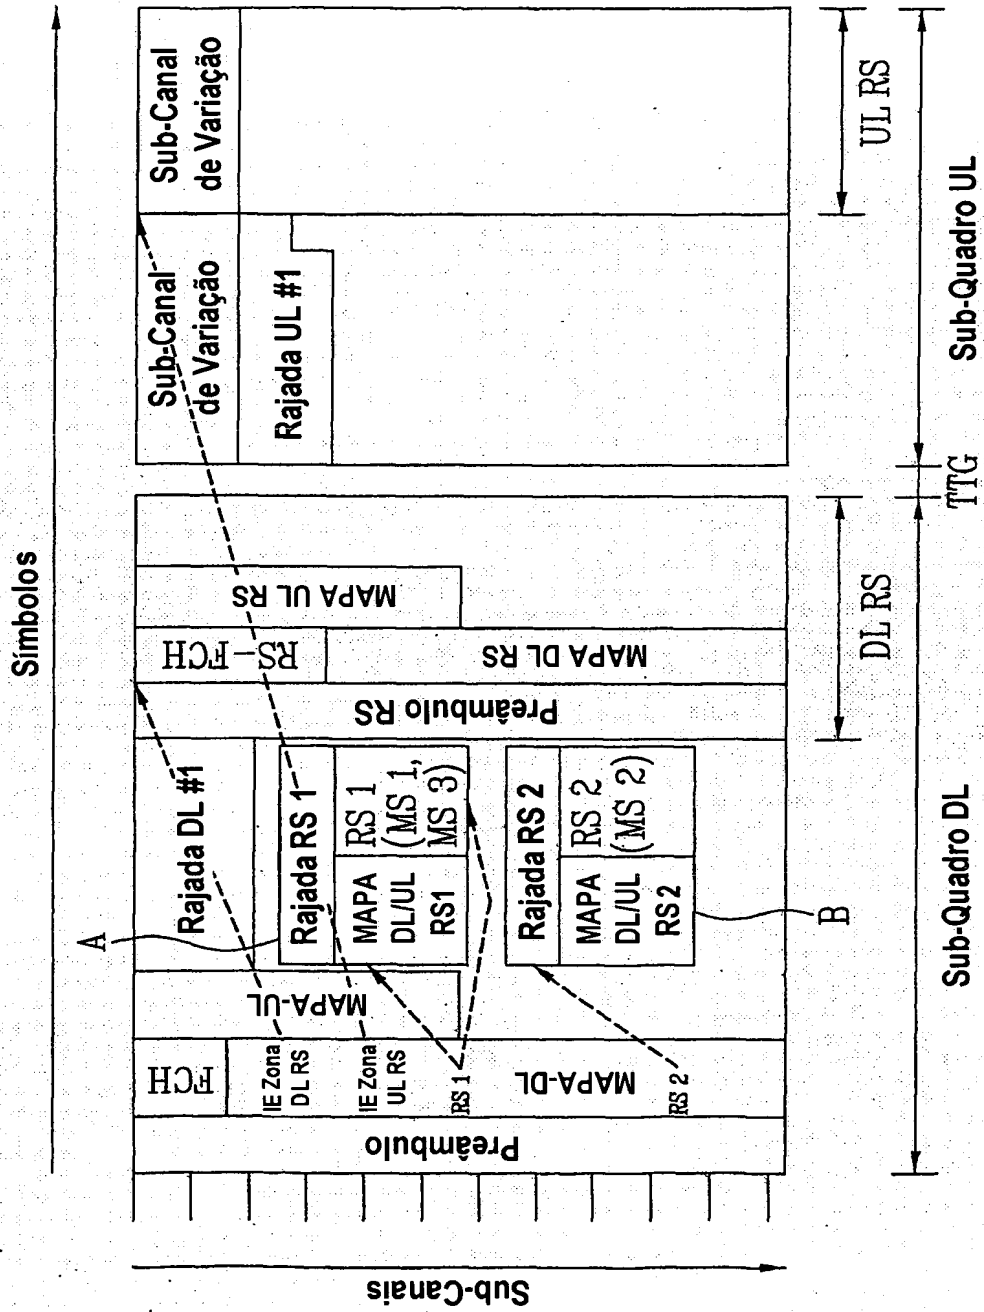 Símbolos
Sub-Canais
Preâmbulo
FCH
IE Zona
DL RS
IE Zona
UL RS
RS 1
MAPA-DL
RS 2
MAPA-UL
A
Rajada DL #1
Rajada RS 1
MAPA
DL/UL
RS1
RS 1
(MS 1,
MS 3)
Rajada RS 2
MAPA
DL/UL
RS2
RS 2
(MS 2)
B
Preâmbulo RS
RS-FCH
MAPA DL RS
MAPA UL RS
Sub-Canal
de Variação
Rajada UL #1
Sub-Canal
de Variação
DL RS
UL RS
Sub-Quadro DL
TTG
Sub-Quadro UL